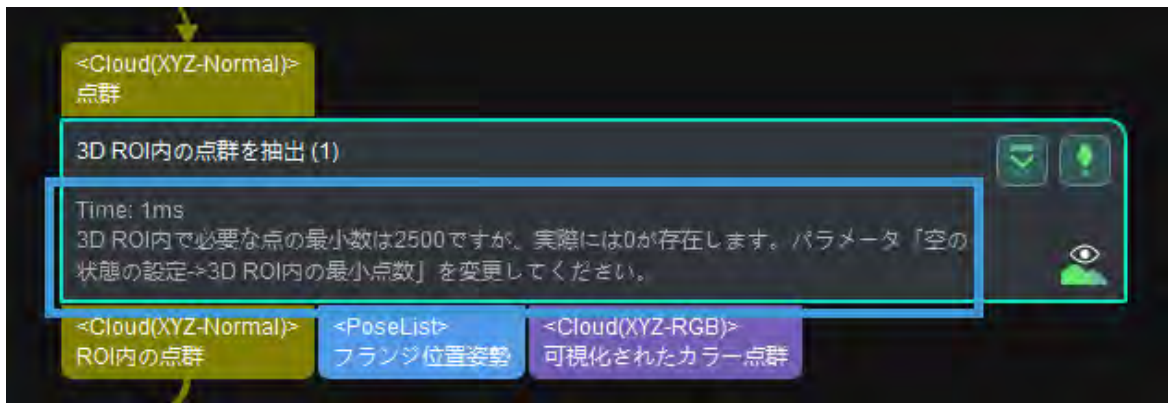 <Cloud(XYZ-Normal)>
点群
3D ROI内の点群を抽出 (1)
Time: 1ms
3D ROI内で必要な点の最小数は2500ですが、実際には0が存在します。パラメータ「空の
状態の設定->3D ROI内の最小点数」を変更してください。
<Cloud(XYZ-Normal)> <PoseList> <Cloud(XYZ-RGB)>
ROI内の点群 フランジ位置姿勢 可視化されたカラー点群